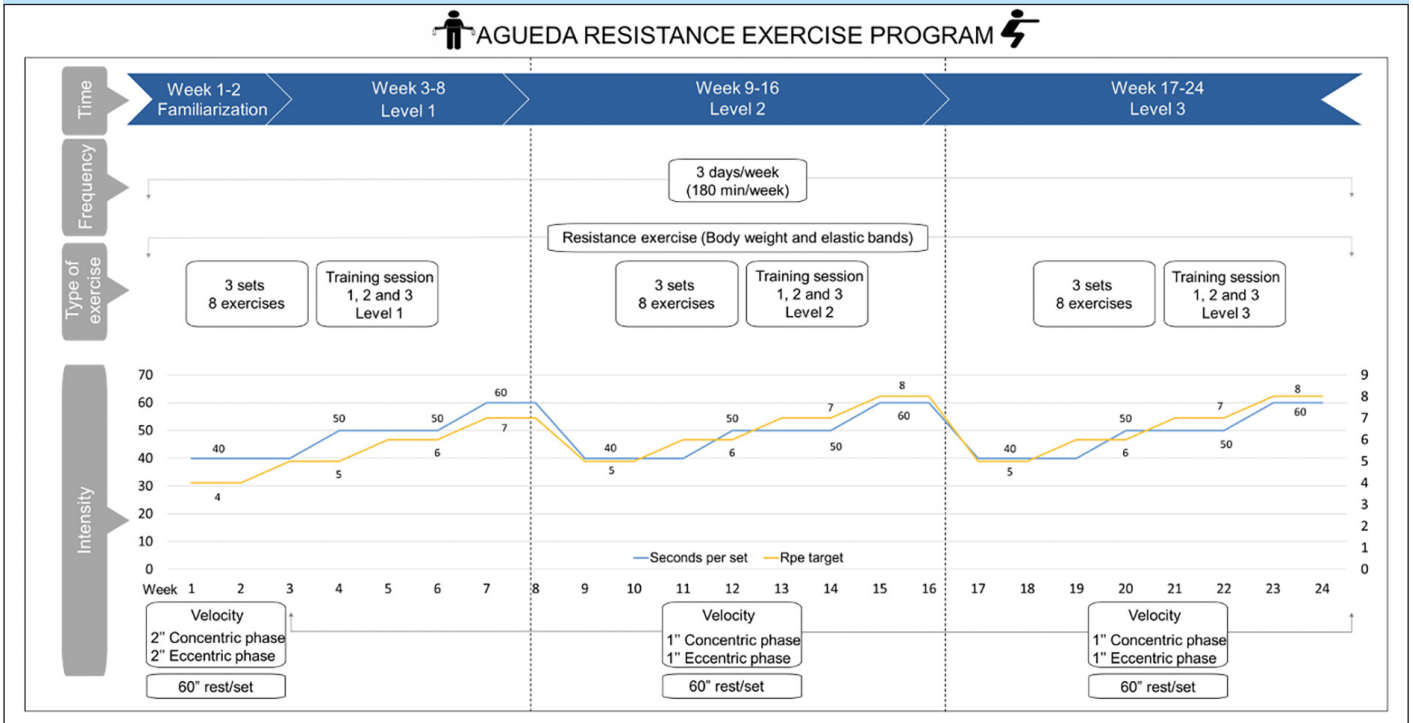 AGUEDA RESISTANCE EXERCISE PROGRAM
Time
Week 1-2
Familiarization
Week 3-8
Level 1
Week 9-16
Level 2
Week 17-24
Level 3
Frequency
3 days/week
(180 min/week)
Type of
exercise
Resistance exercise (Body weight and elastic bands)
3 sets
8 exercises
Training session
1, 2 and 3
Level 1
3 sets
8 exercises
Training session
1, 2 and 3
Level 2
3 sets
8 exercises
Training session
1, 2 and 3
Level 3
Intensity
70
60
50
40
30
20
10
0
40 50 50 60 40 50 50 60 40 50 50 60
4 5 6 7 5 6 7 8 5 6 7 8
9
8
7
6
5
4
3
2
1
0
Seconds per set Rpe target
Week 1 2 3 4 5 6 7 8 9 10 11 12 13 14 15 16 17 18 19 20 21 22 23 24
Velocity
2'' Concentric phase
2'' Eccentric phase
60" rest/set
Velocity
1'' Concentric phase
1'' Eccentric phase
60" rest/set
Velocity
1'' Concentric phase
1'' Eccentric phase
60" rest/set